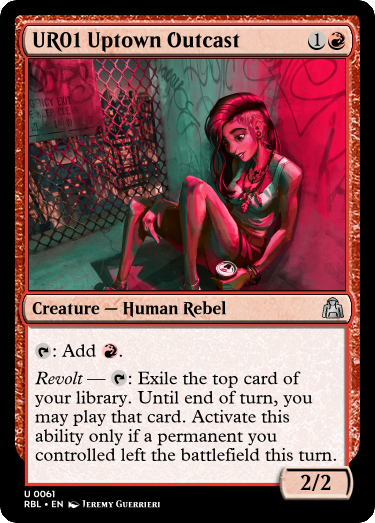 UR01 Uptown Outcast 1
Creature — Human Rebel
: Add .
Revolt — : Exile the top card of
your library. Until end of turn, you
may play that card. Activate this
ability only if a permanent you
controlled left the battlefield this turn.
2/2
U 0061
RBL • EN Jeremy Guerrieri